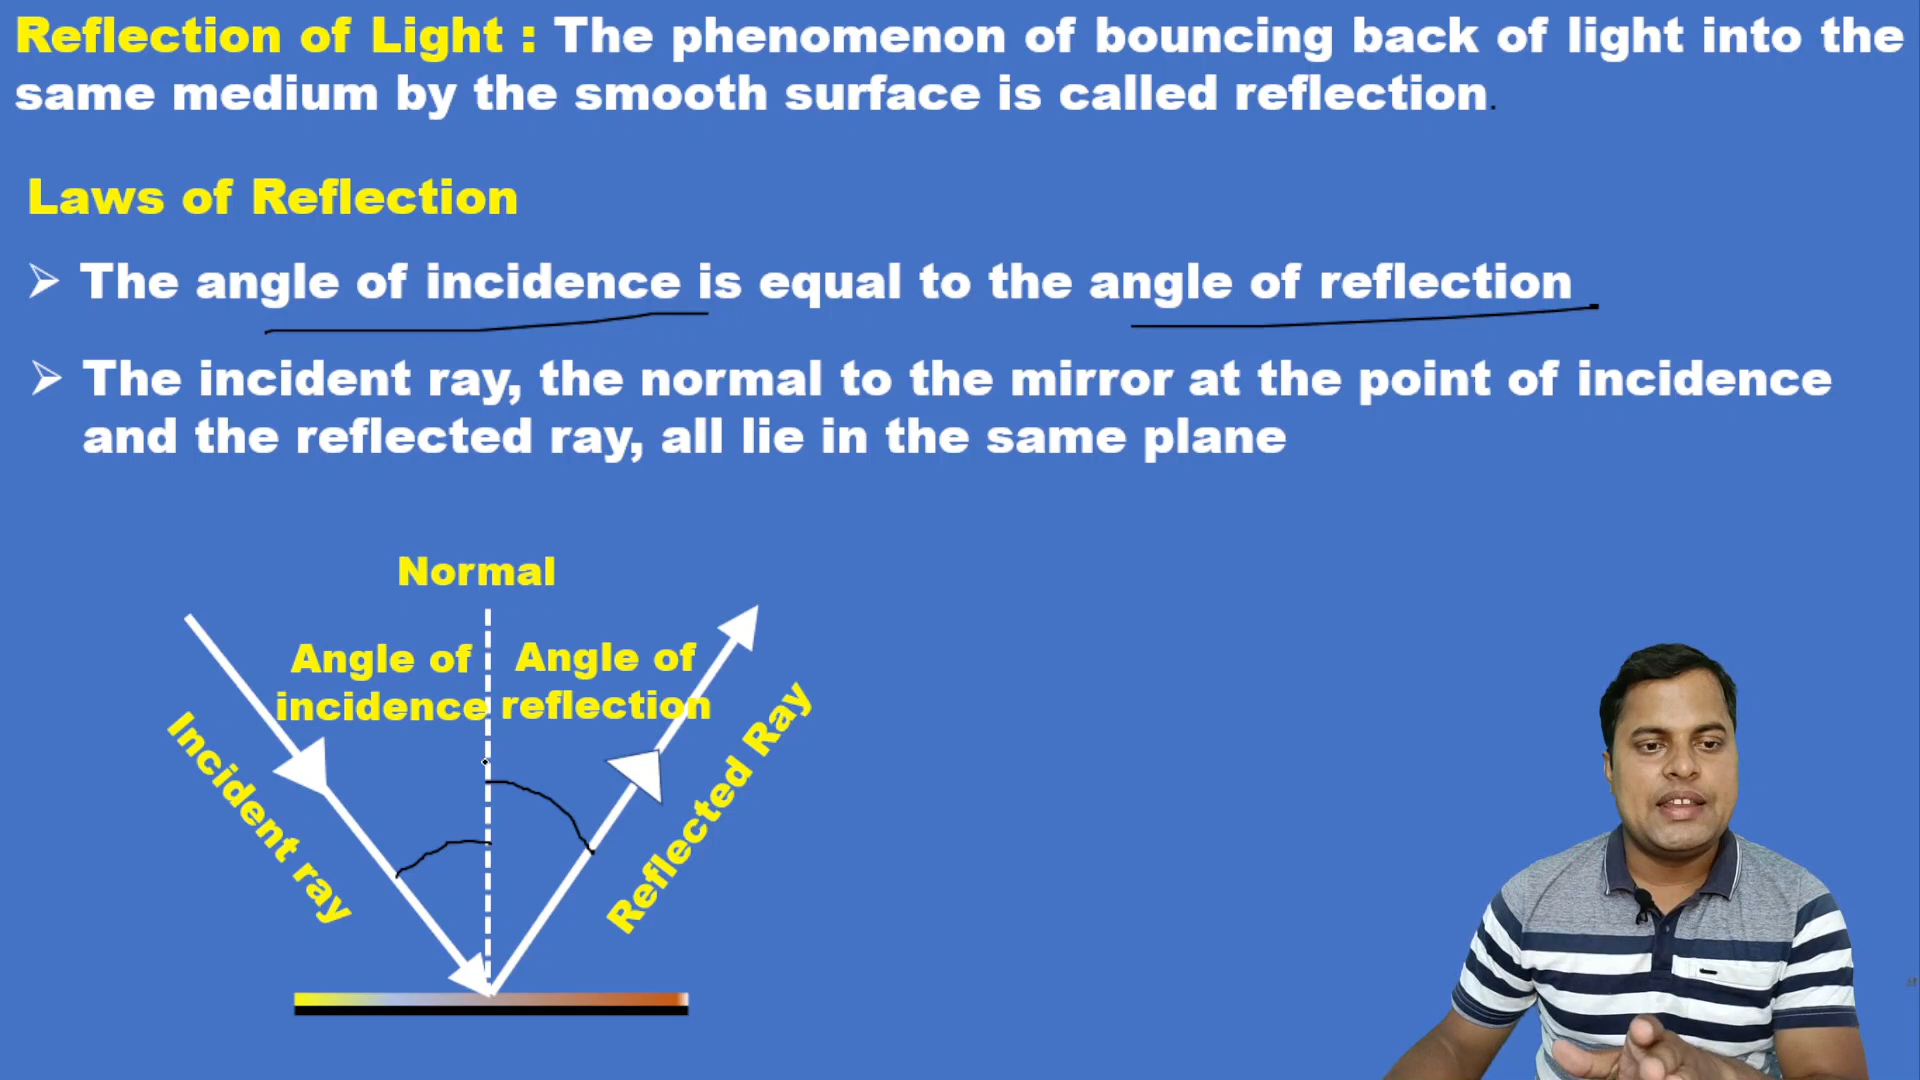 Reflection of Light : The phenomenon of bouncing back of light into the
same medium by the smooth surface is called reflection.
Laws of Reflection
➢ The angle of incidence is equal to the angle of reflection
➢ The incident ray, the normal to the mirror at the point of incidence
and the reflected ray, all lie in the same plane
Normal
Angle of
incidence
Angle of
reflection
Incident ray
Reflected Ray